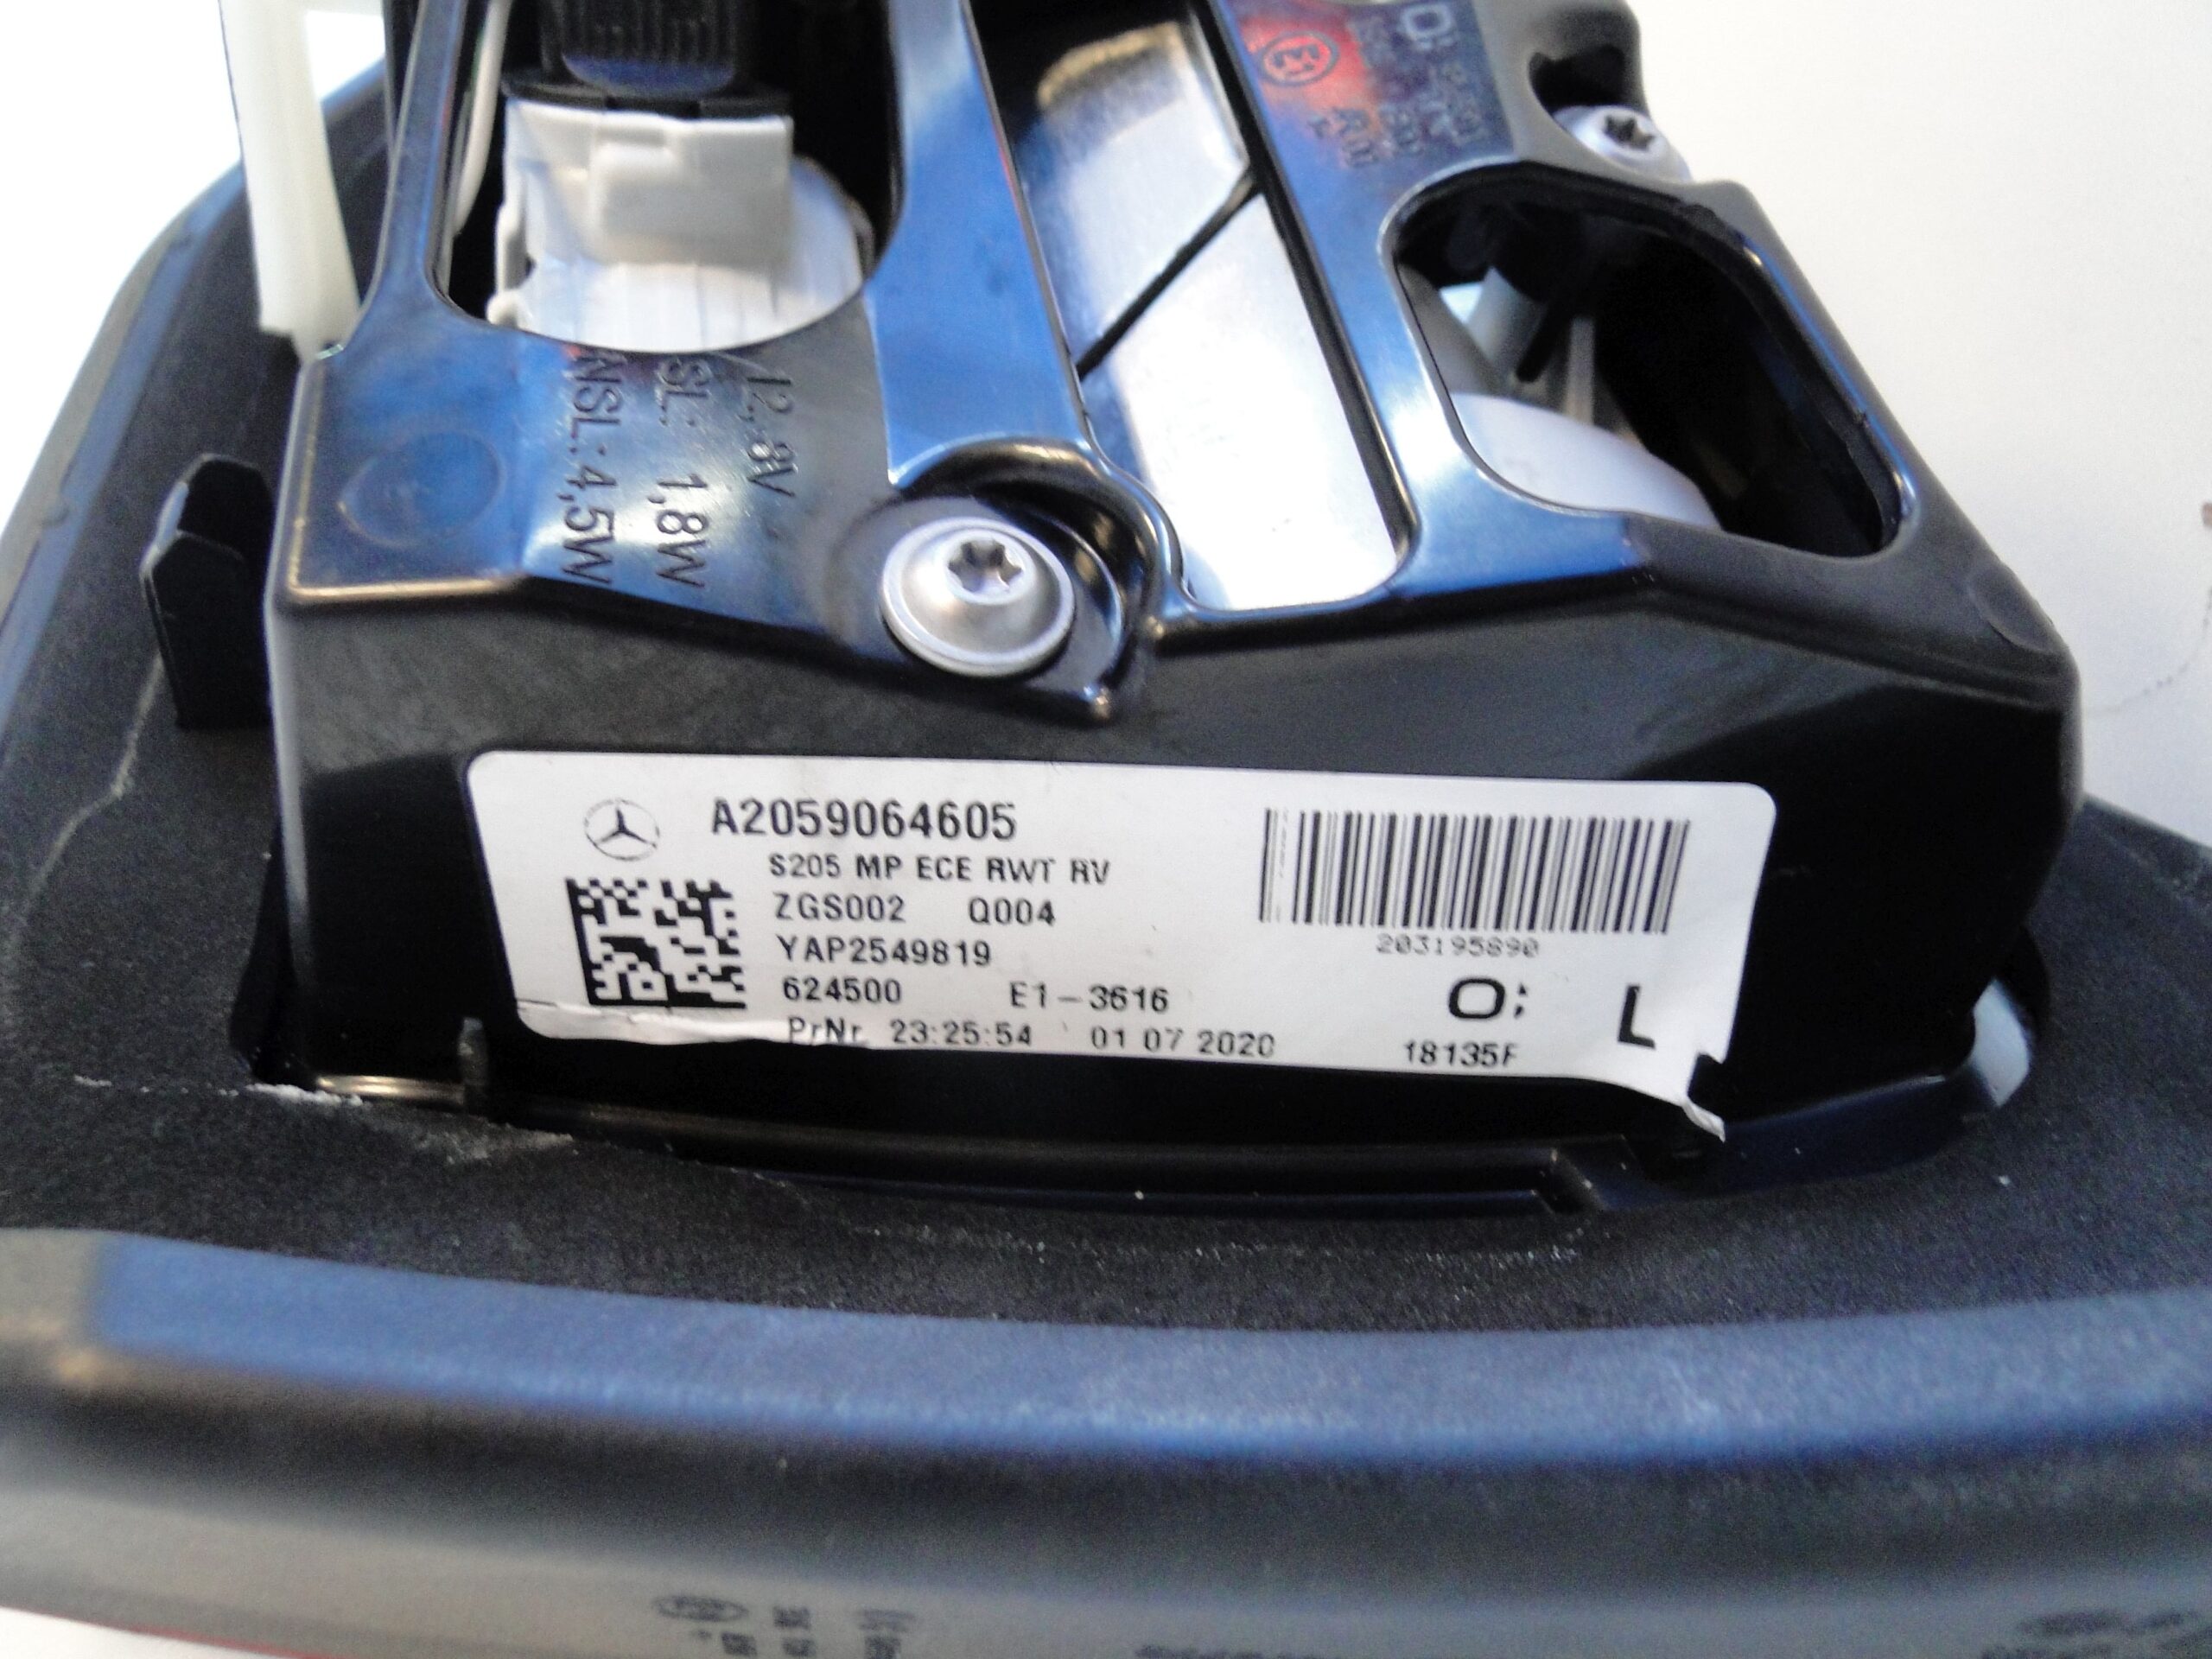 12,8V
SL: 1,8W
NSL: 4,5W
A2059064605
S205 MP ECE RWT RV
ZGS002 Q004
YAP2549819
624500 E1-3616
PrNr 23:25:54 01 07 2020
203195890
O; L
18135F